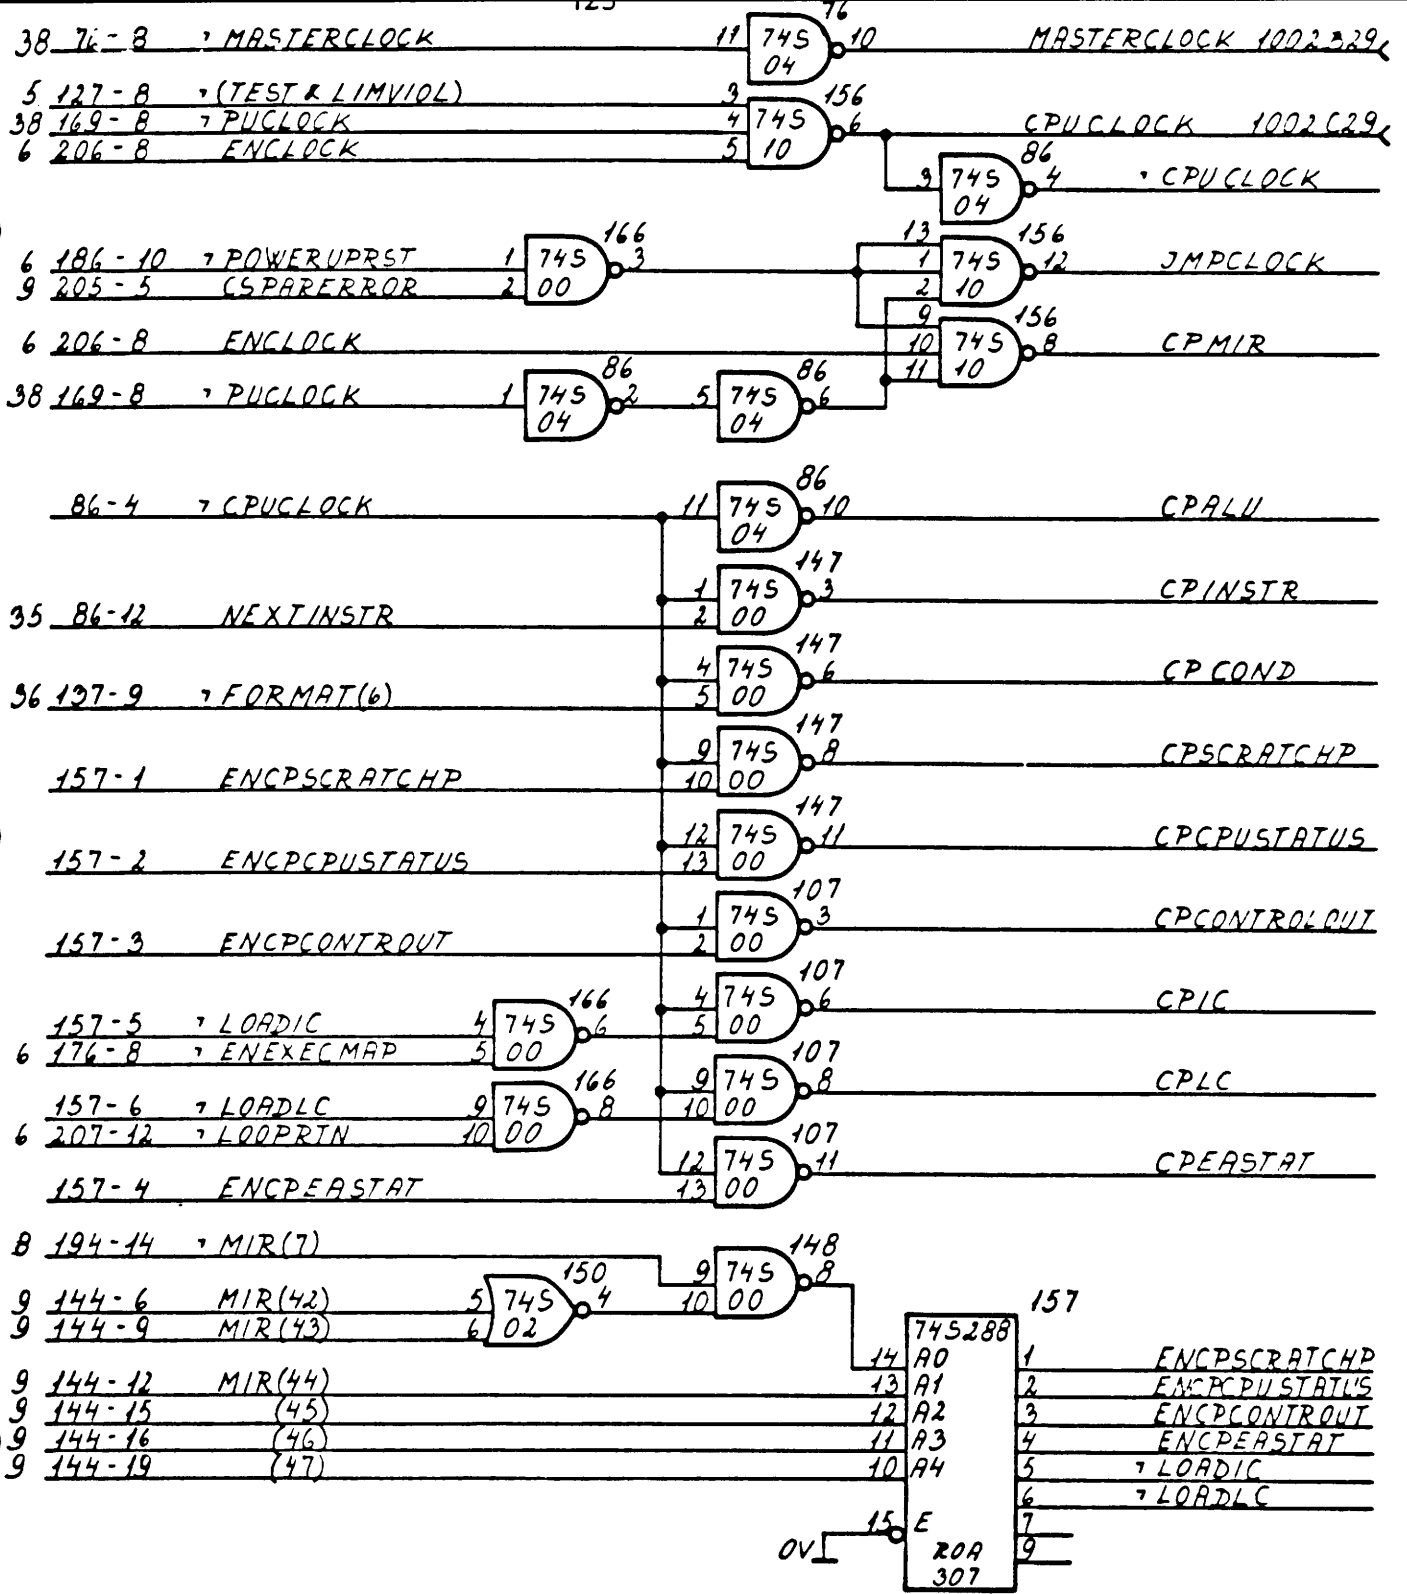 125
38 76-8 ¬ MASTERCLOCK 11 74S 04 76 10 MASTERCLOCK 1002B29
5 127-8 ¬ (TEST & LIMVIOL) 3 156
38 169-8 ¬ PUCLOCK 4 74S 6 CPUCLOCK 1002C29
6 206-8 ENCLOCK 5 10
3 74S 04 86 4 ¬ CPUCLOCK
6 186-10 ¬ POWERUPRST 1 74S 166 3 13 1 74S 156 12 JMPCLOCK
9 205-5 CSPARERROR 2 00 2 10
6 206-8 ENCLOCK 9 10 74S 156 8 CPMIR
38 169-8 ¬ PUCLOCK 1 74S 04 86 2 5 74S 04 86 6 11 10
86-4 ¬ CPUCLOCK 11 74S 04 86 10 CPALU
1 74S 147 3 CPINSTR
35 86-12 NEXTINSTR 2 00
4 74S 147 6 CPCOND
36 137-9 ¬ FORMAT(6) 5 00
9 74S 147 8 CPSCRATCHP
157-1 ENCPSCRATCHP 10 00
12 74S 147 11 CPCPUSTATUS
157-2 ENCPCPUSTATUS 13 00
1 74S 107 3 CPCONTROLOUT
157-3 ENCPCONTROUT 2 00
157-5 ¬ LOADIC 4 74S 166 6 4 74S 107 6 CPIC
6 176-8 ¬ ENEXECMAP 5 00 5 00
157-6 ¬ LOADLC 9 74S 166 8 9 74S 107 8 CPLC
6 207-12 ¬ LOOPRTN 10 00 10 00
12 74S 107 11 CPEASTAT
157-4 ENCPEASTAT 13 00
8 194-14 ¬ MIR(7) 9 74S 148 8
9 144-6 MIR(42) 5 74S 150 4 10 00
9 144-9 MIR(43) 6 02
157
74S288
14 A0 1 ENCPSCRATCHP
9 144-12 MIR(44) 13 A1 2 ENCPCPUSTATUS
9 144-15 (45) 12 A2 3 ENCPCONTROUT
9 144-16 (46) 11 A3 4 ENCPEASTAT
9 144-19 (47) 10 A4 5 ¬ LOADIC
6 ¬ LOADLC
0V 15 E 7
ROA 9
307